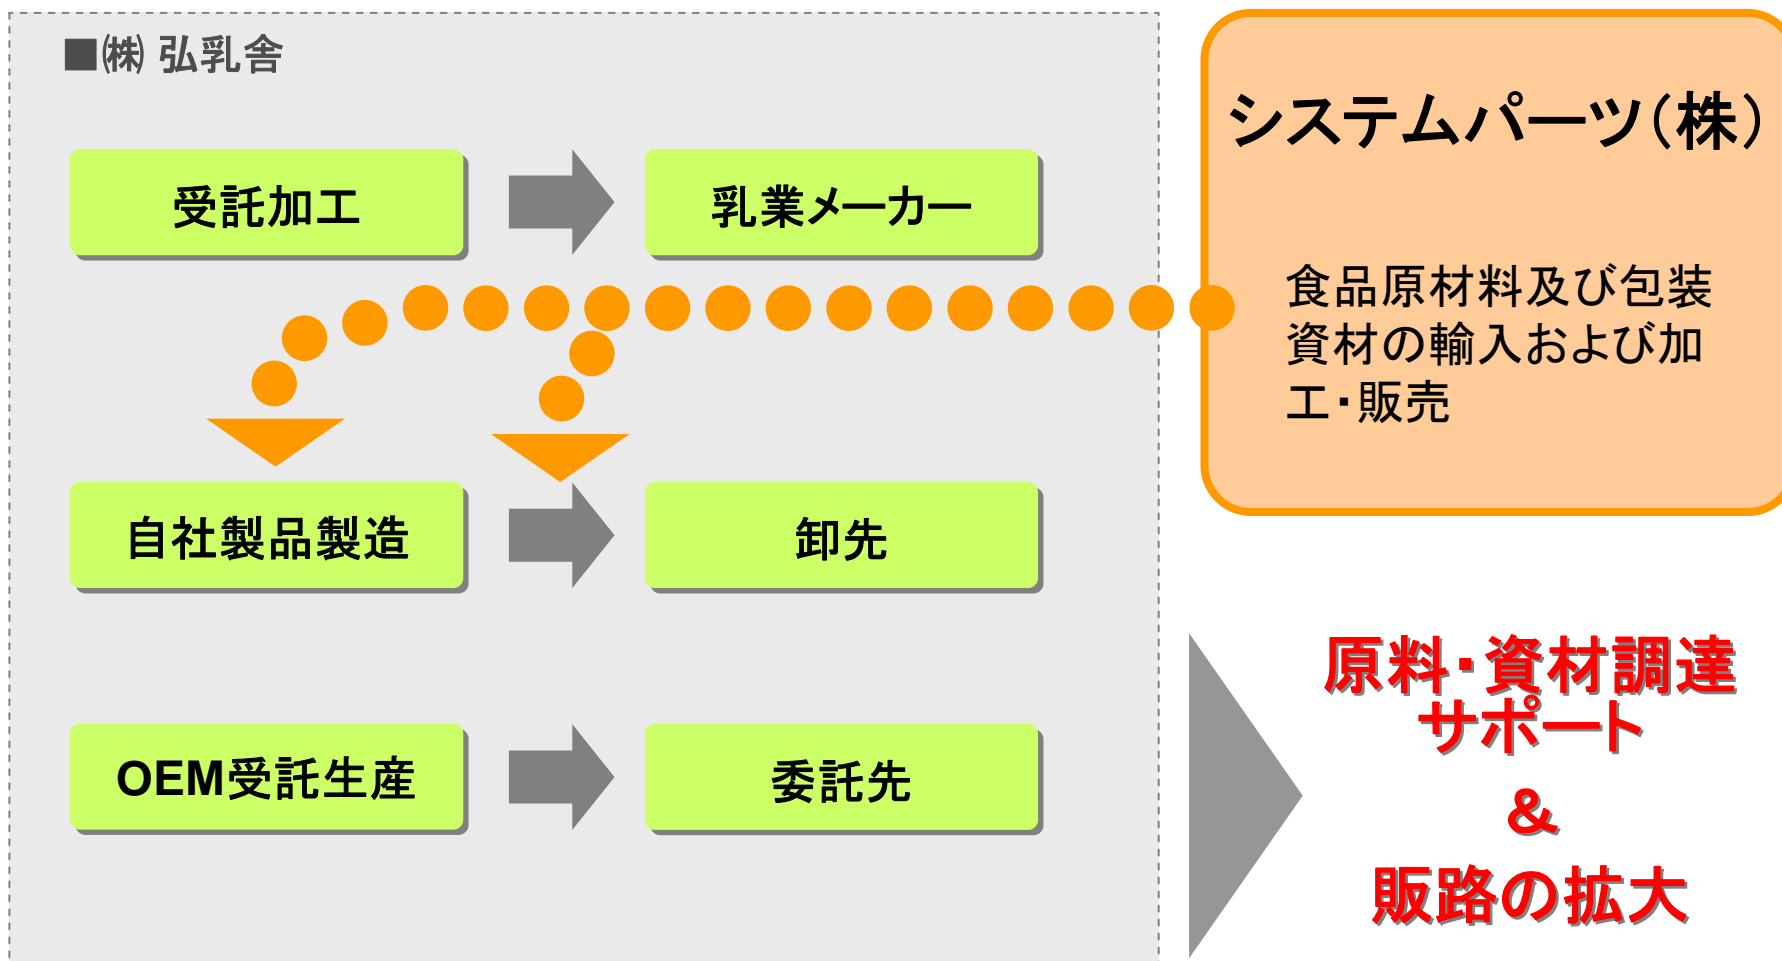 ■㈱ 弘乳舎
システムパーツ（株）
受託加工
乳業メーカー
食品原材料及び包装
資材の輸入および加
工・販売
自社製品製造
卸先
原料・資材調達
サポート
&
販路の拡大
OEM受託生産
委託先